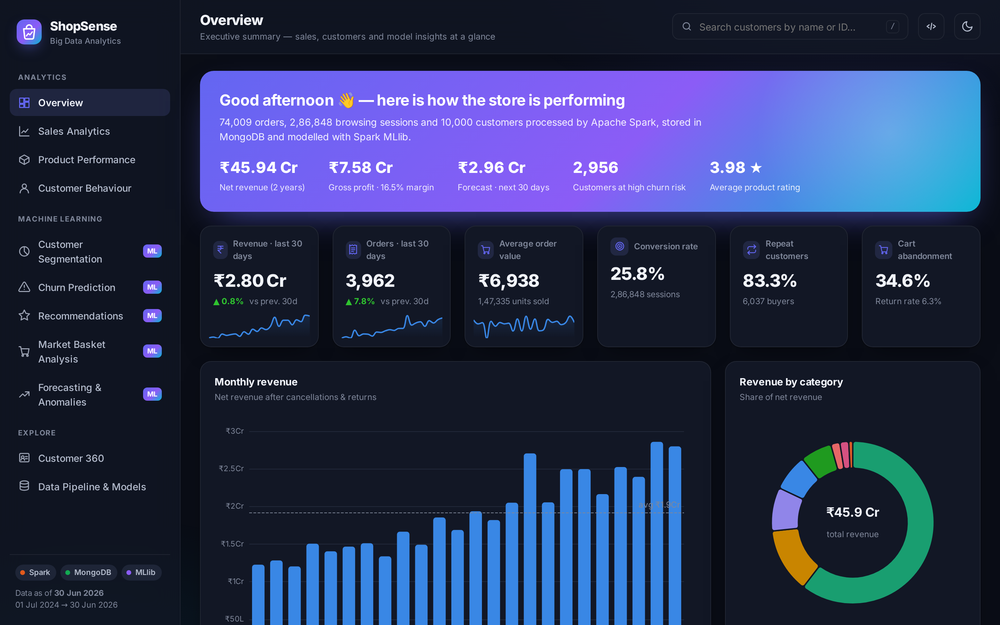 ShopSense
Big Data Analytics
ANALYTICS
Overview
Sales Analytics
Product Performance
Customer Behaviour
MACHINE LEARNING
Customer
Segmentation
ML
Churn Prediction
ML
Recommendations
ML
Market Basket
Analysis
ML
Forecasting &
Anomalies
ML
EXPLORE
Customer 360
Data Pipeline & Models
Spark
MongoDB
MLlib
Data as of 30 Jun 2026
01 Jul 2024 → 30 Jun 2026
Overview
Executive summary — sales, customers and model insights at a glance
Search customers by name or ID...
/
Good afternoon 👋 — here is how the store is performing
74,009 orders, 2,86,848 browsing sessions and 10,000 customers processed by Apache Spark, stored in
MongoDB and modelled with Spark MLlib.
₹45.94 Cr
Net revenue (2 years)
₹7.58 Cr
Gross profit · 16.5% margin
₹2.96 Cr
Forecast · next 30 days
2,956
Customers at high churn risk
3.98 ★
Average product rating
Revenue · last 30
days
₹2.80 Cr
▲ 0.8% vs prev. 30d
Orders · last 30
days
3,962
▲ 7.8% vs prev. 30d
Average order
value
₹6,938
1,47,335 units sold
Conversion rate
25.8%
2,86,848 sessions
Repeat
customers
83.3%
6,037 buyers
Cart
abandonment
34.6%
Return rate 6.3%
Monthly revenue
Net revenue after cancellations & returns
₹3Cr
₹2.5Cr
₹2Cr
₹1.5Cr
₹1Cr
₹50L
avg ₹1.9Cr
Revenue by category
Share of net revenue
₹45.9 Cr
total revenue